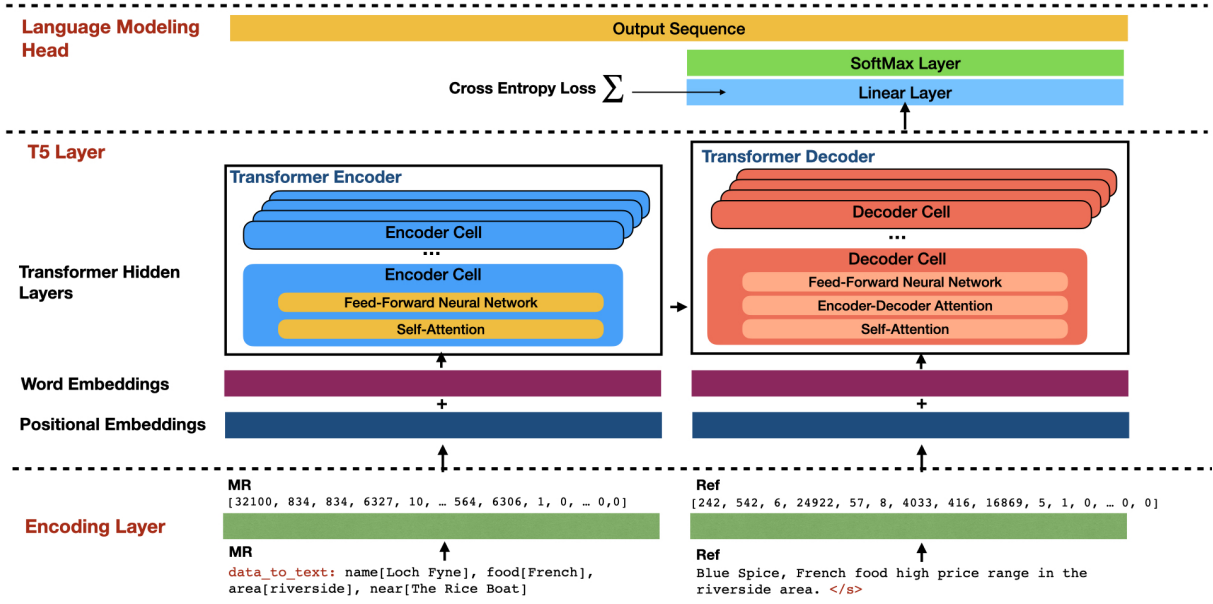 Language Modeling
Head
Output Sequence
SoftMax Layer
Cross Entropy Loss ∑
Linear Layer
T5 Layer
Transformer Encoder
Encoder Cell
...
Encoder Cell
Feed-Forward Neural Network
Self-Attention
Transformer Decoder
Decoder Cell
...
Decoder Cell
Feed-Forward Neural Network
Encoder-Decoder Attention
Self-Attention
Transformer Hidden
Layers
Word Embeddings
+
+
Positional Embeddings
MR
[32100, 834, 834, 6327, 10, … 564, 6306, 1, 0, … 0,0]
Ref
[242, 542, 6, 24922, 57, 8, 4033, 416, 16869, 5, 1, 0, … 0, 0]
Encoding Layer
MR
data_to_text: name[Loch Fyne], food[French],
area[riverside], near[The Rice Boat]
Ref
Blue Spice, French food high price range in the
riverside area. </s>